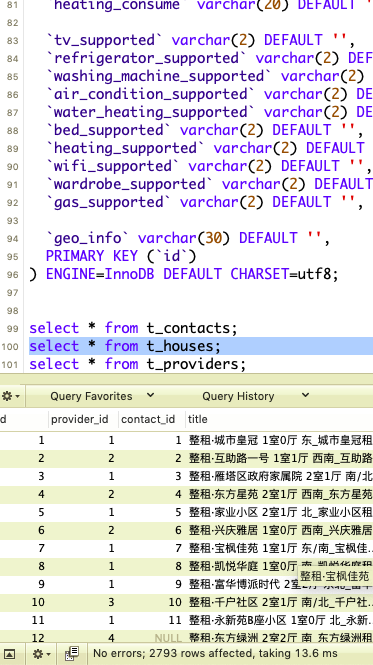 81 `heating_consume` varchar(20) DEFAULT '
82
83 `tv_supported` varchar(2) DEFAULT '',
84 `refrigerator_supported` varchar(2) DEF
85 `washing_machine_supported` varchar(2)
86 `air_condition_supported` varchar(2) DE
87 `water_heating_supported` varchar(2) DE
88 `bed_supported` varchar(2) DEFAULT '',
89 `heating_supported` varchar(2) DEFAULT
90 `wifi_supported` varchar(2) DEFAULT '',
91 `wardrobe_supported` varchar(2) DEFAULT
92 `gas_supported` varchar(2) DEFAULT '',
93
94 `geo_info` varchar(30) DEFAULT '',
95 PRIMARY KEY (`id`)
96 ) ENGINE=InnoDB DEFAULT CHARSET=utf8;
97
98
99 select * from t_contacts;
100 select * from t_houses;
101 select * from t_providers;
Query Favorites Query History
d provider_id contact_id title
1 1 1 整租·城市皇冠 1室0厅 东_城市皇冠租
2 2 2 整租·互助路一号 1室1厅 西南_互助路
3 1 3 整租·雁塔区政府家属院 2室1厅 南/北
4 2 4 整租·东方星苑 2室1厅 西南_东方星苑
5 1 5 整租·家业小区 2室1厅 北_家业小区租
6 2 6 整租·兴庆雅居 1室0厅 西南_兴庆雅居
7 1 7 整租·宝枫佳苑 1室1厅 东/南_宝枫佳...
8 1 8 整租·凯悦华庭 1室0厅 南_凯悦华庭租
9 1 9 整租·富华博派时代 2室
整租·宝枫佳苑
10 3 10 整租·千户社区 2室1厅 南/北_千户社...
11 1 11 整租·永新苑B座小区 1室0厅 北_永新...
12 4 NULL 整租·东方绿洲 2室2厅 南_东方绿洲
No errors; 2793 rows affected, taking 13.6 ms